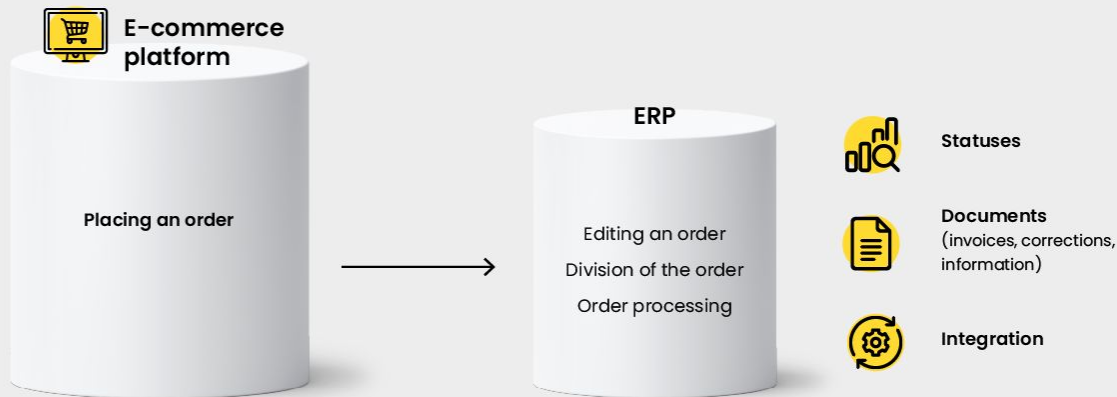 E-commerce
platform
Placing an order
ERP
Editing an order
Division of the order
Order processing
Statuses
Documents
(invoices, corrections,
information)
Integration